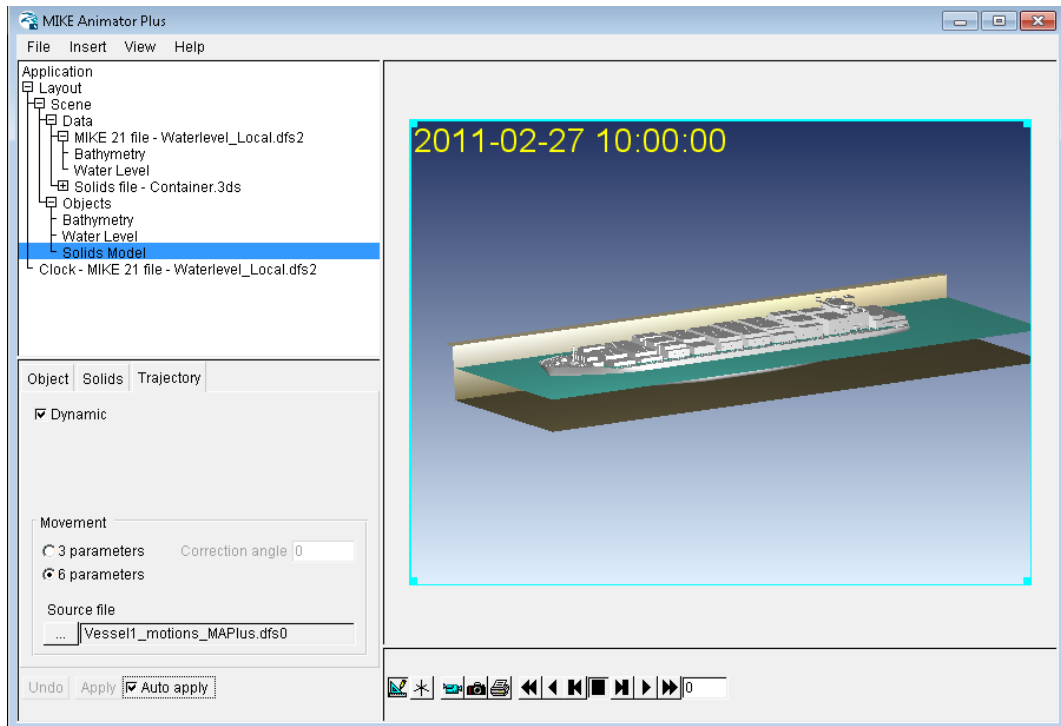 MIKE Animator Plus
File Insert View Help
Application
Layout
Scene
Data
MIKE 21 file - Waterlevel_Local.dfs2
Bathymetry
Water Level
Solids file - Container.3ds
Objects
Bathymetry
Water Level
Solids Model
Clock - MIKE 21 file - Waterlevel_Local.dfs2
2011-02-27 10:00:00
Object Solids Trajectory
Dynamic
Movement
3 parameters Correction angle 0
6 parameters
Source file
... Vessel1_motions_MAPlus.dfs0
Undo Apply Auto apply
0